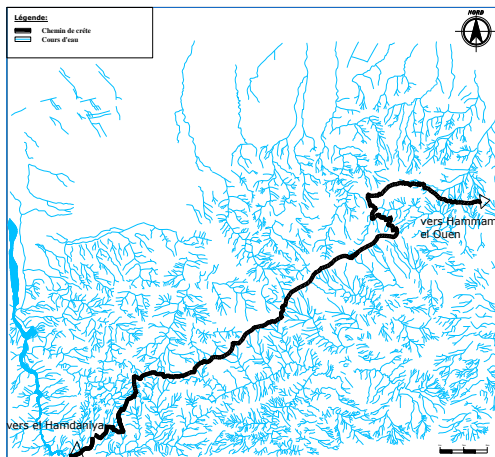 Légende:
Chemin de crête
Cours d'eau
NORD
vers Hammam
el Ouen
vers el Hamdaniya